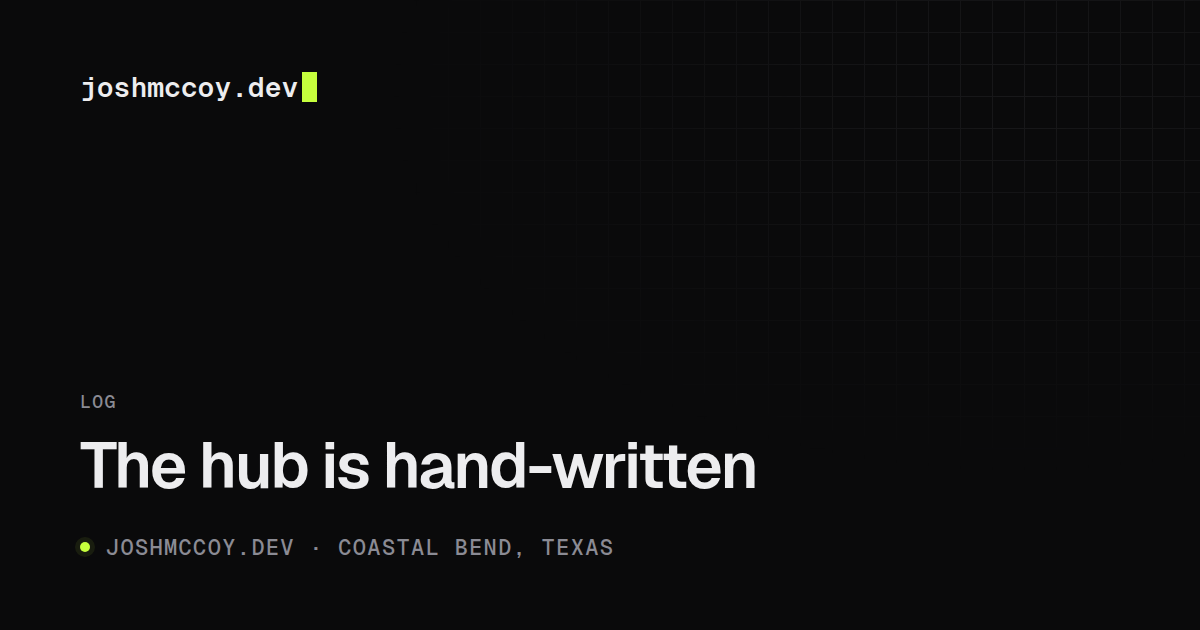 joshmccoy.dev
LOG
The hub is hand-written
JOSHMCCOY.DEV · COASTAL BEND, TEXAS